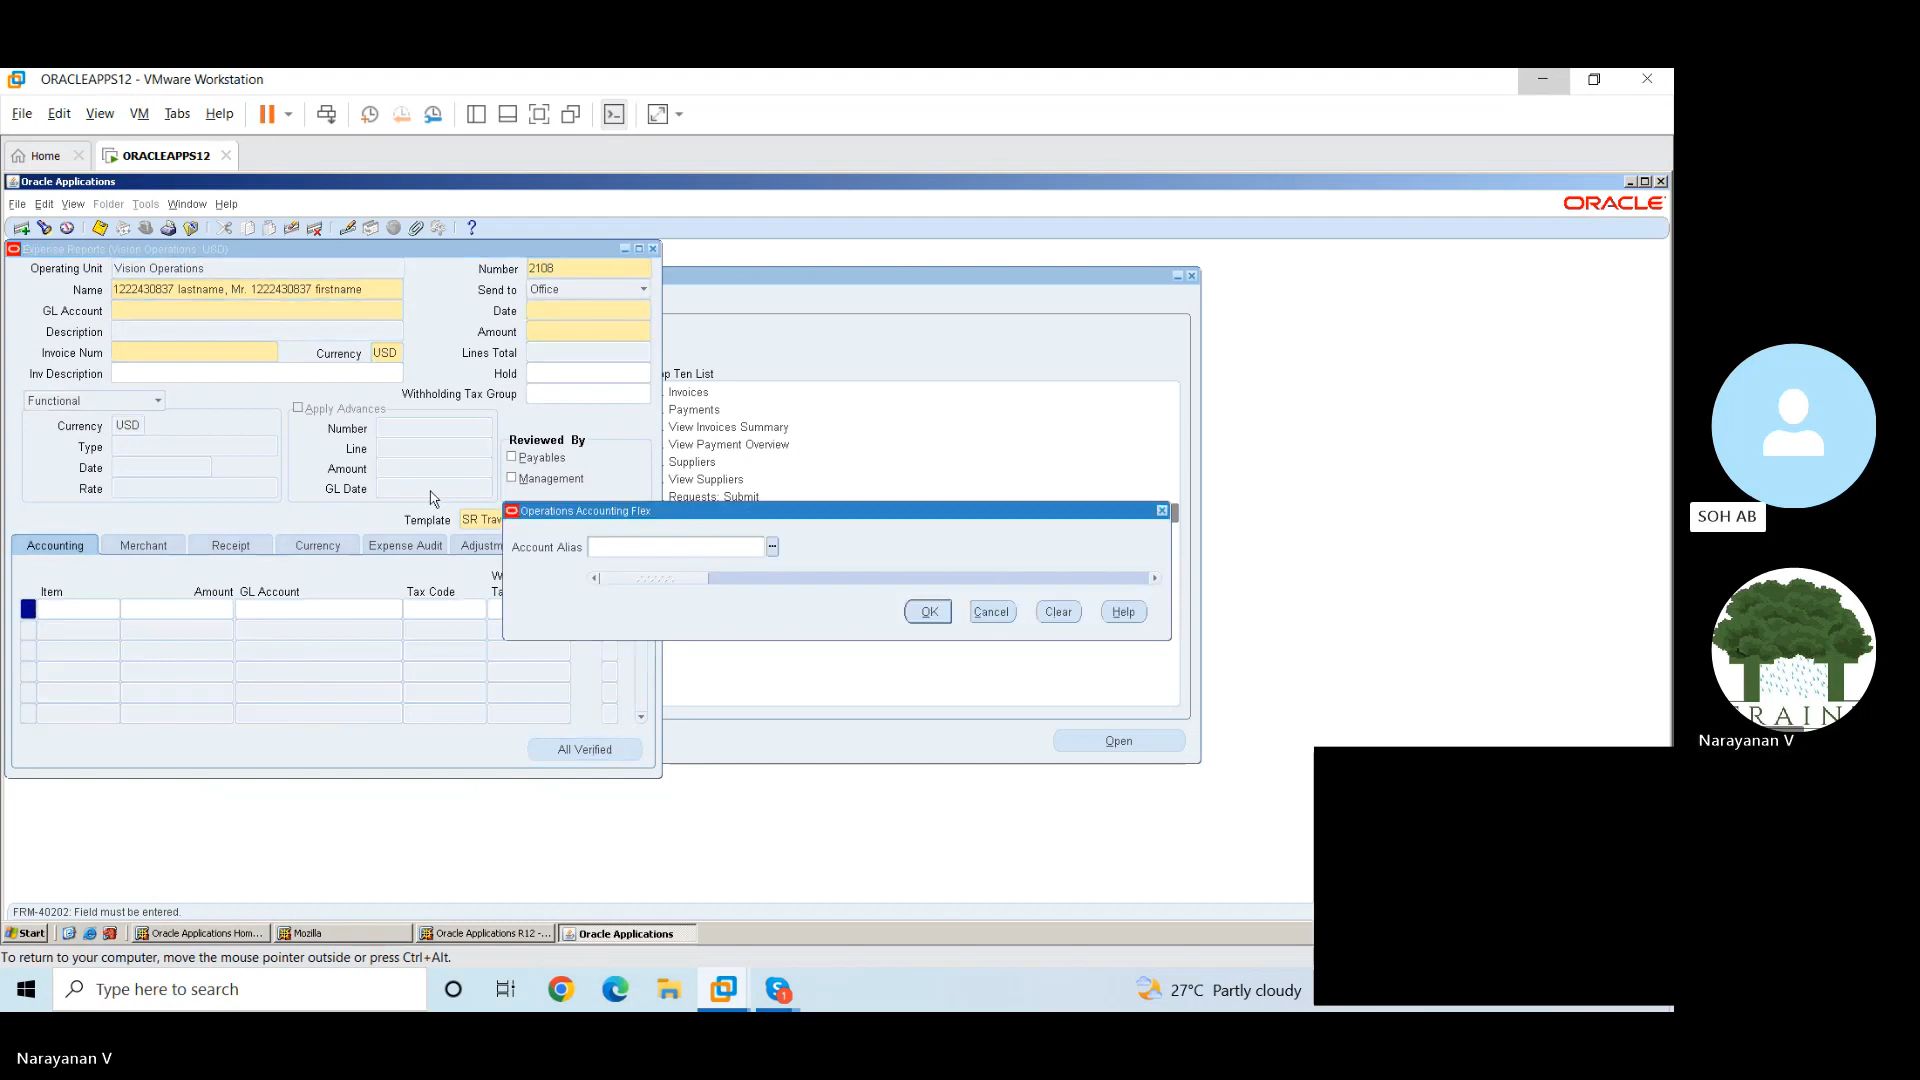 ORACLEAPPS12 - VMware Workstation
File Edit View VM Tabs Help
Home ORACLEAPPS12
Oracle Applications
File Edit View Folder Tools Window Help
ORACLE
Expense Reports (Vision Operations: USD)
Operating Unit Vision Operations Number 2108
Name 1222430837 lastname, Mr. 1222430837 firstname Send to Office
GL Account Date
Description Amount
Invoice Num Currency USD Lines Total
Inv Description Hold
Withholding Tax Group
Functional Apply Advances
Currency USD Number
Type Line
Date Amount
Rate GL Date
Reviewed By
Payables
Management
Template SR Trav
Accounting Merchant Receipt Currency Expense Audit Adjustm
Item Amount GL Account Tax Code
All Verified
Invoices
Payments
View Invoices Summary
View Payment Overview
Suppliers
View Suppliers
Requests: Submit
Operations Accounting Flex
Account Alias
OK Cancel Clear Help
Open
FRM-40202: Field must be entered.
Start Oracle Applications Hom... Mozilla Oracle Applications R12 -... Oracle Applications
To return to your computer, move the mouse pointer outside or press Ctrl+Alt.
Type here to search
27°C Partly cloudy
SOH AB
RAIN
Narayanan V
Narayanan V